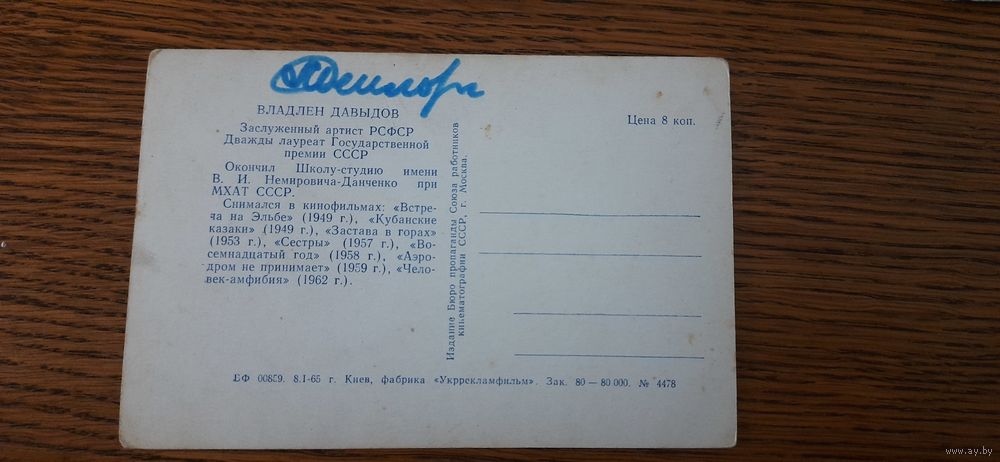 ВЛАДЛЕН ДАВЫДОВ
Заслуженный артист РСФСР
Дважды лауреат Государственной
премии СССР
Окончил Школу-студию имени
В. И. Немировича-Данченко при
МХАТ СССР.
Снимался в кинофильмах: «Встре-
ча на Эльбе» (1949 г.), «Кубанские
казаки» (1949 г.), «Застава в горах»
(1953 г.), «Сестры» (1957 г.), «Во-
семнадцатый год» (1958 г.), «Аэро-
дром не принимает» (1959 г.), «Чело-
век-амфибия» (1962 г.).
Издание Бюро пропаганды Союза работников
кинематографии СССР, г. Москва.
Цена 8 коп.
БФ 00859. 8.I-65 г. Киев, фабрика «Укррекламфильм». Зак. 80 — 80 000. № 4478
www.ay.by